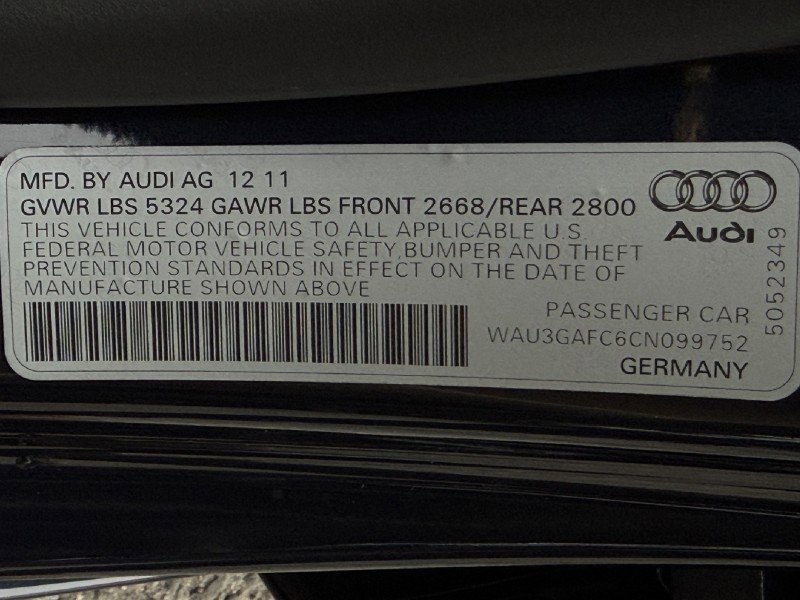 MFD. BY AUDI AG 12 11
GVWR LBS 5324 GAWR LBS FRONT 2668/REAR 2800
THIS VEHICLE CONFORMS TO ALL APPLICABLE U.S.
FEDERAL MOTOR VEHICLE SAFETY,BUMPER AND THEFT
PREVENTION STANDARDS IN EFFECT ON THE DATE OF
MANUFACTURE SHOWN ABOVE
Audi
PASSENGER CAR
WAU3GAFC6CN099752
GERMANY
5052349